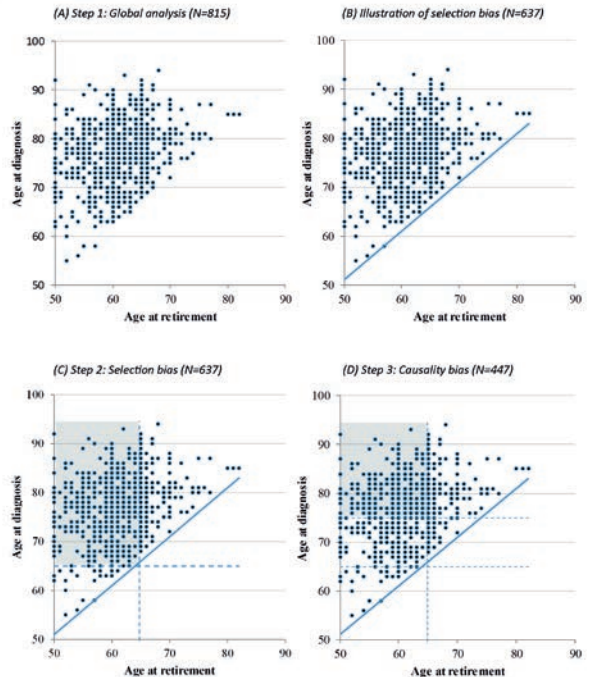 (A) Step 1: Global analysis (N=815)
100
90
80
70
60
50
Age at diagnosis
50 60 70 80 90
Age at retirement
(B) Illustration of selection bias (N=637)
100
90
80
70
60
50
Age at diagnosis
50 60 70 80 90
Age at retirement
(C) Step 2: Selection bias (N=637)
100
90
80
70
60
50
Age at diagnosis
50 60 70 80 90
Age at retirement
(D) Step 3: Causality bias (N=447)
100
90
80
70
60
50
Age at diagnosis
50 60 70 80 90
Age at retirement